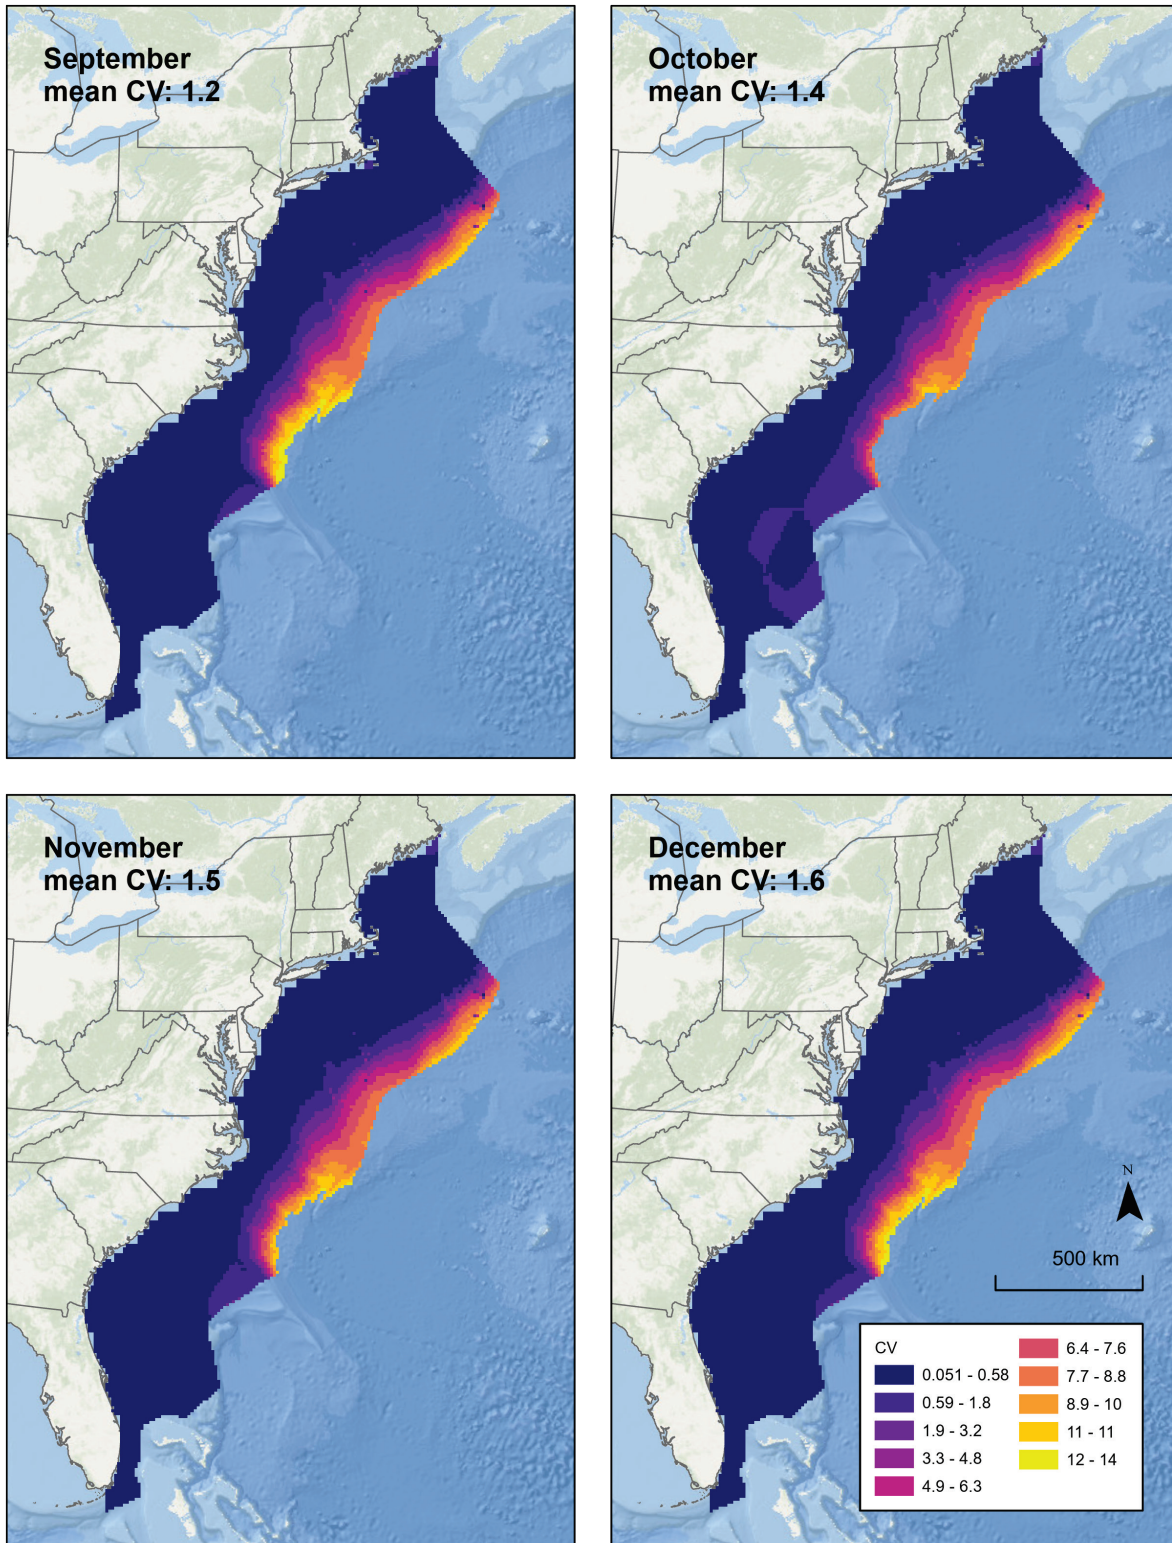 September
mean CV: 1.2
October
mean CV: 1.4
November
mean CV: 1.5
December
mean CV: 1.6
N
500 km
CV
0.051 - 0.58
0.59 - 1.8
1.9 - 3.2
3.3 - 4.8
4.9 - 6.3
6.4 - 7.6
7.7 - 8.8
8.9 - 10
11 - 11
12 - 14